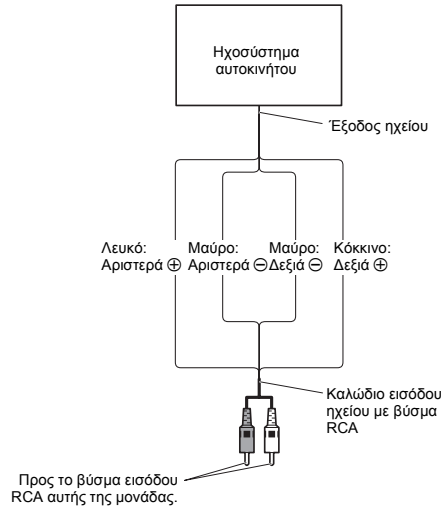 Ηχοσύστημα
αυτοκινήτου
Έξοδος ηχείου
Λευκό:
Αριστερά ⊕
Μαύρο:
Αριστερά ⊖
Μαύρο:
Δεξιά ⊖
Κόκκινο:
Δεξιά ⊕
Καλώδιο εισόδου
ηχείου με βύσμα
RCA
Προς το βύσμα εισόδου
RCA αυτής της μονάδας.